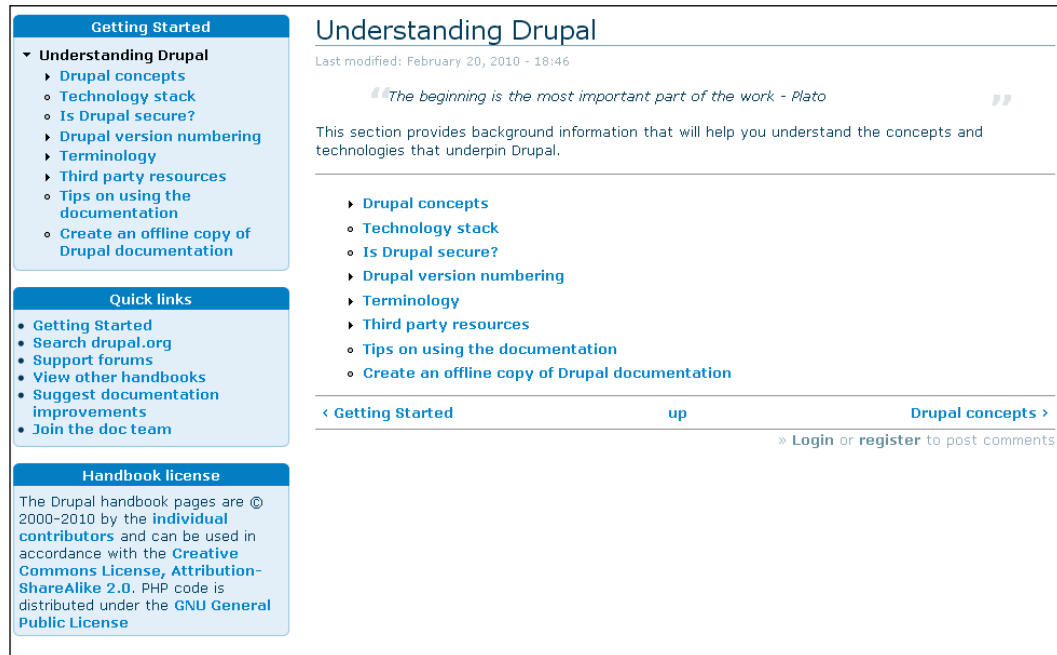 Getting Started
Understanding Drupal
Drupal concepts
Technology stack
Is Drupal secure?
Drupal version numbering
Terminology
Third party resources
Tips on using the
documentation
Create an offline copy of
Drupal documentation
Quick links
Getting Started
Search drupal.org
Support forums
View other handbooks
Suggest documentation
improvements
Join the doc team
Handbook license
The Drupal handbook pages are ©
2000-2010 by the individual
contributors and can be used in
accordance with the Creative
Commons License, Attribution-
ShareAlike 2.0. PHP code is
distributed under the GNU General
Public License
Understanding Drupal
Last modified: February 20, 2010 - 18:46
“The beginning is the most important part of the work - Plato ”
This section provides background information that will help you understand the concepts and
technologies that underpin Drupal.
Drupal concepts
Technology stack
Is Drupal secure?
Drupal version numbering
Terminology
Third party resources
Tips on using the documentation
Create an offline copy of Drupal documentation
‹ Getting Started up Drupal concepts ›
» Login or register to post comments